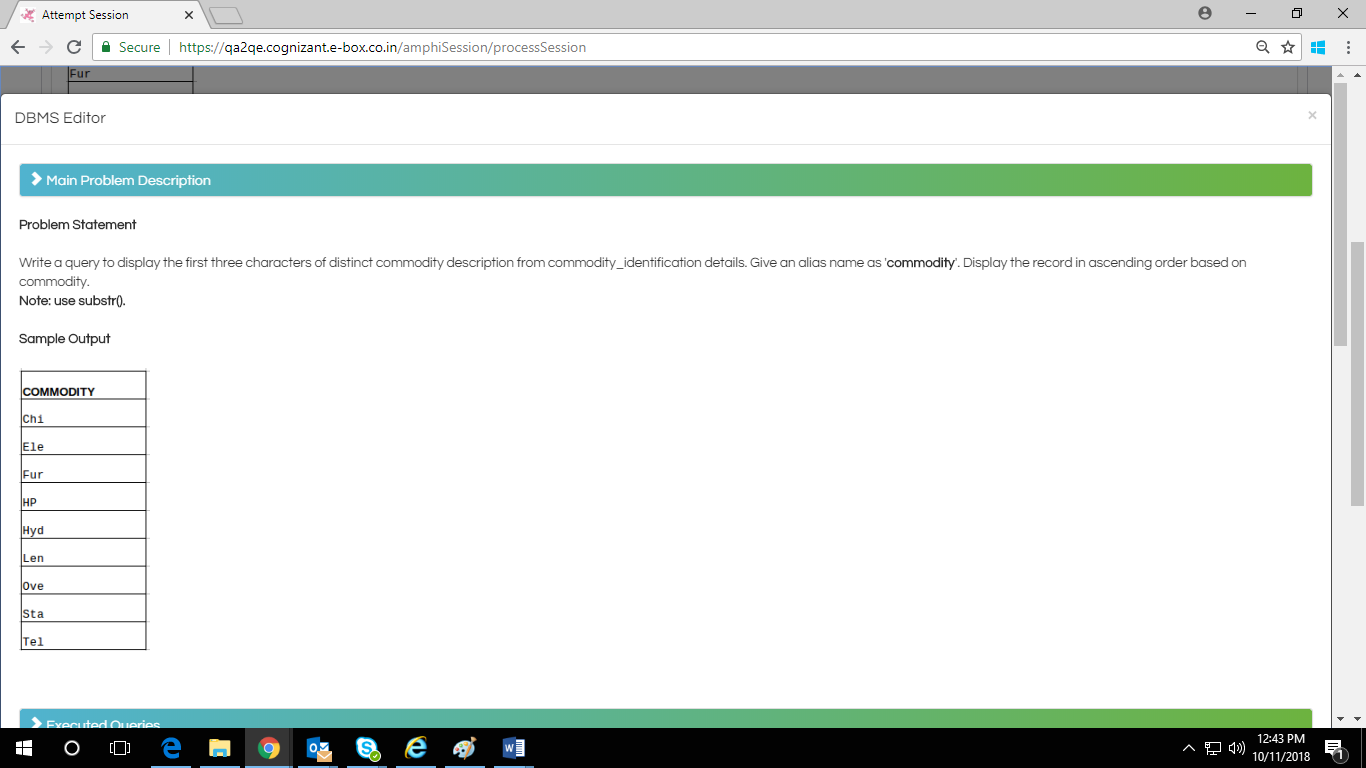 Attempt Session
Secure
https://qa2qe.cognizant.e-box.co.in/amphiSession/processSession
Fur
DBMS Editor
×
Main Problem Description
Problem Statement
Write a query to display the first three characters of distinct commodity description from commodity_identification details. Give an alias name as 'commodity'. Display the record in ascending order based on
commodity.
Note: use substr().
Sample Output
COMMODITY
Chi
Ele
Fur
HP
Hyd
Len
Ove
Sta
Tel
Executed Queries
12:43 PM
10/11/2018
1